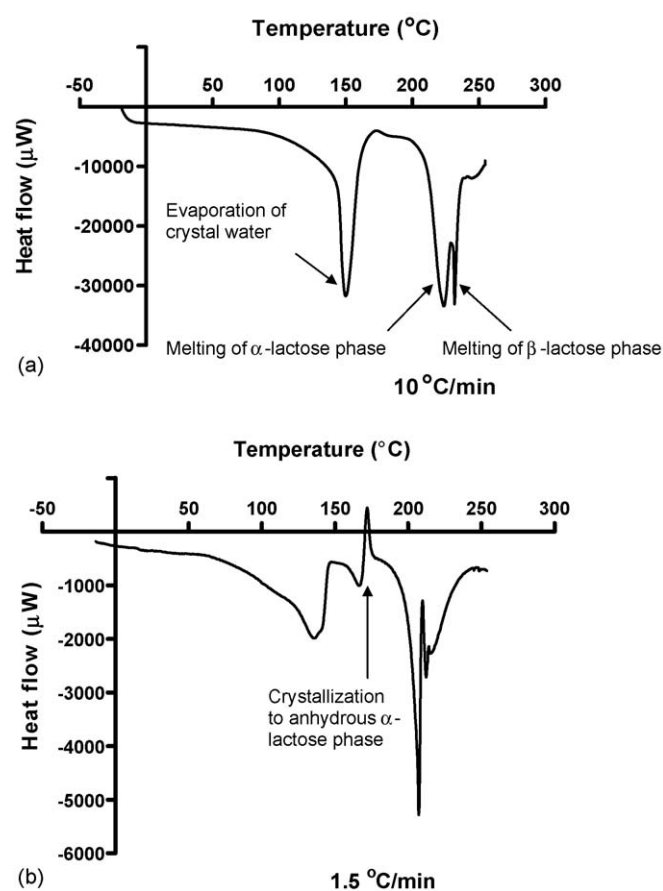 Temperature (°C)
-50 0 50 100 150 200 250 300
Heat flow (μW)
-10000
-20000
-30000
-40000
Evaporation of
crystal water
Melting of α-lactose phase
Melting of β-lactose phase
(a)
10 °C/min
Temperature (°C)
-50 0 50 100 150 200 250 300
Heat flow (μW)
-1000
-2000
-3000
-4000
-5000
-6000
Crystallization
to anhydrous α-
lactose phase
(b)
1.5 °C/min